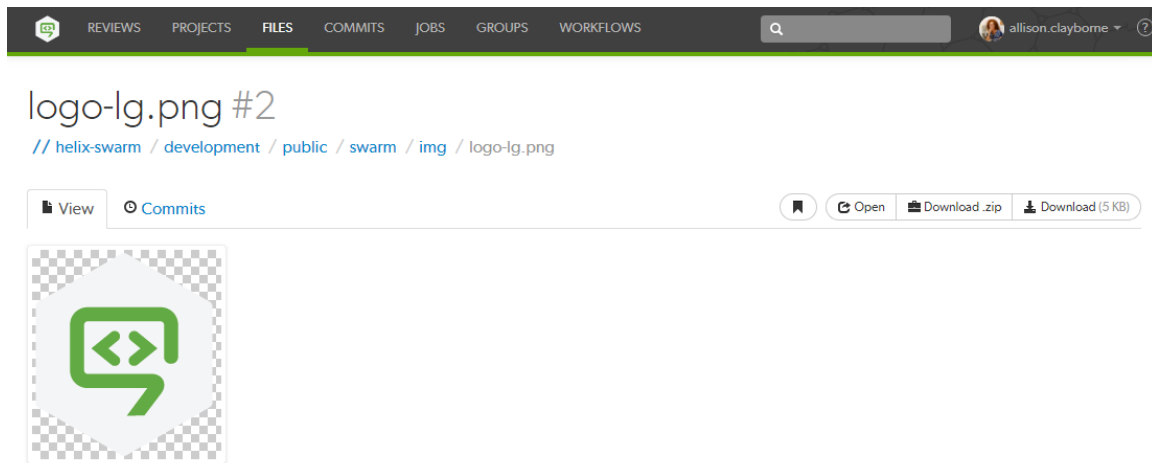 REVIEWS PROJECTS FILES COMMITS JOBS GROUPS WORKFLOWS allison.clayborne ?
logo-lg.png #2
// helix-swarm / development / public / swarm / img / logo-lg.png
View Commits Open Download .zip Download (5 KB)